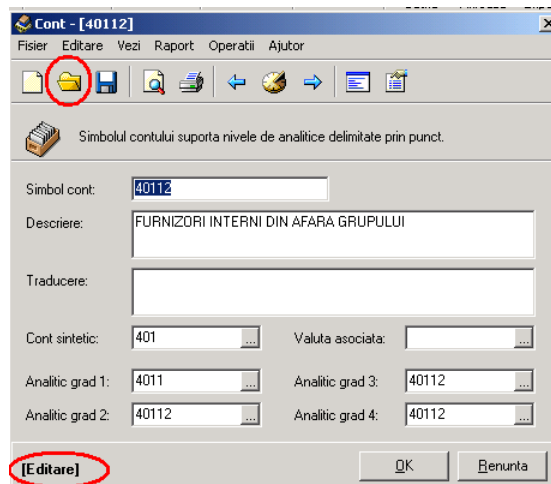 Cont - [40112]
Fisier Editare Vezi Raport Operatii Ajutor
Simbolul contului suporta nivele de analitice delimitate prin punct.
Simbol cont: 40112
Descriere: FURNIZORI INTERNI DIN AFARA GRUPULUI
Traducere:
Cont sintetic: 401 ... Valuta asociata: ...
Analitic grad 1: 4011 ... Analitic grad 3: 40112 ...
Analitic grad 2: 40112 ... Analitic grad 4: 40112 ...
[Editare] OK Renunta